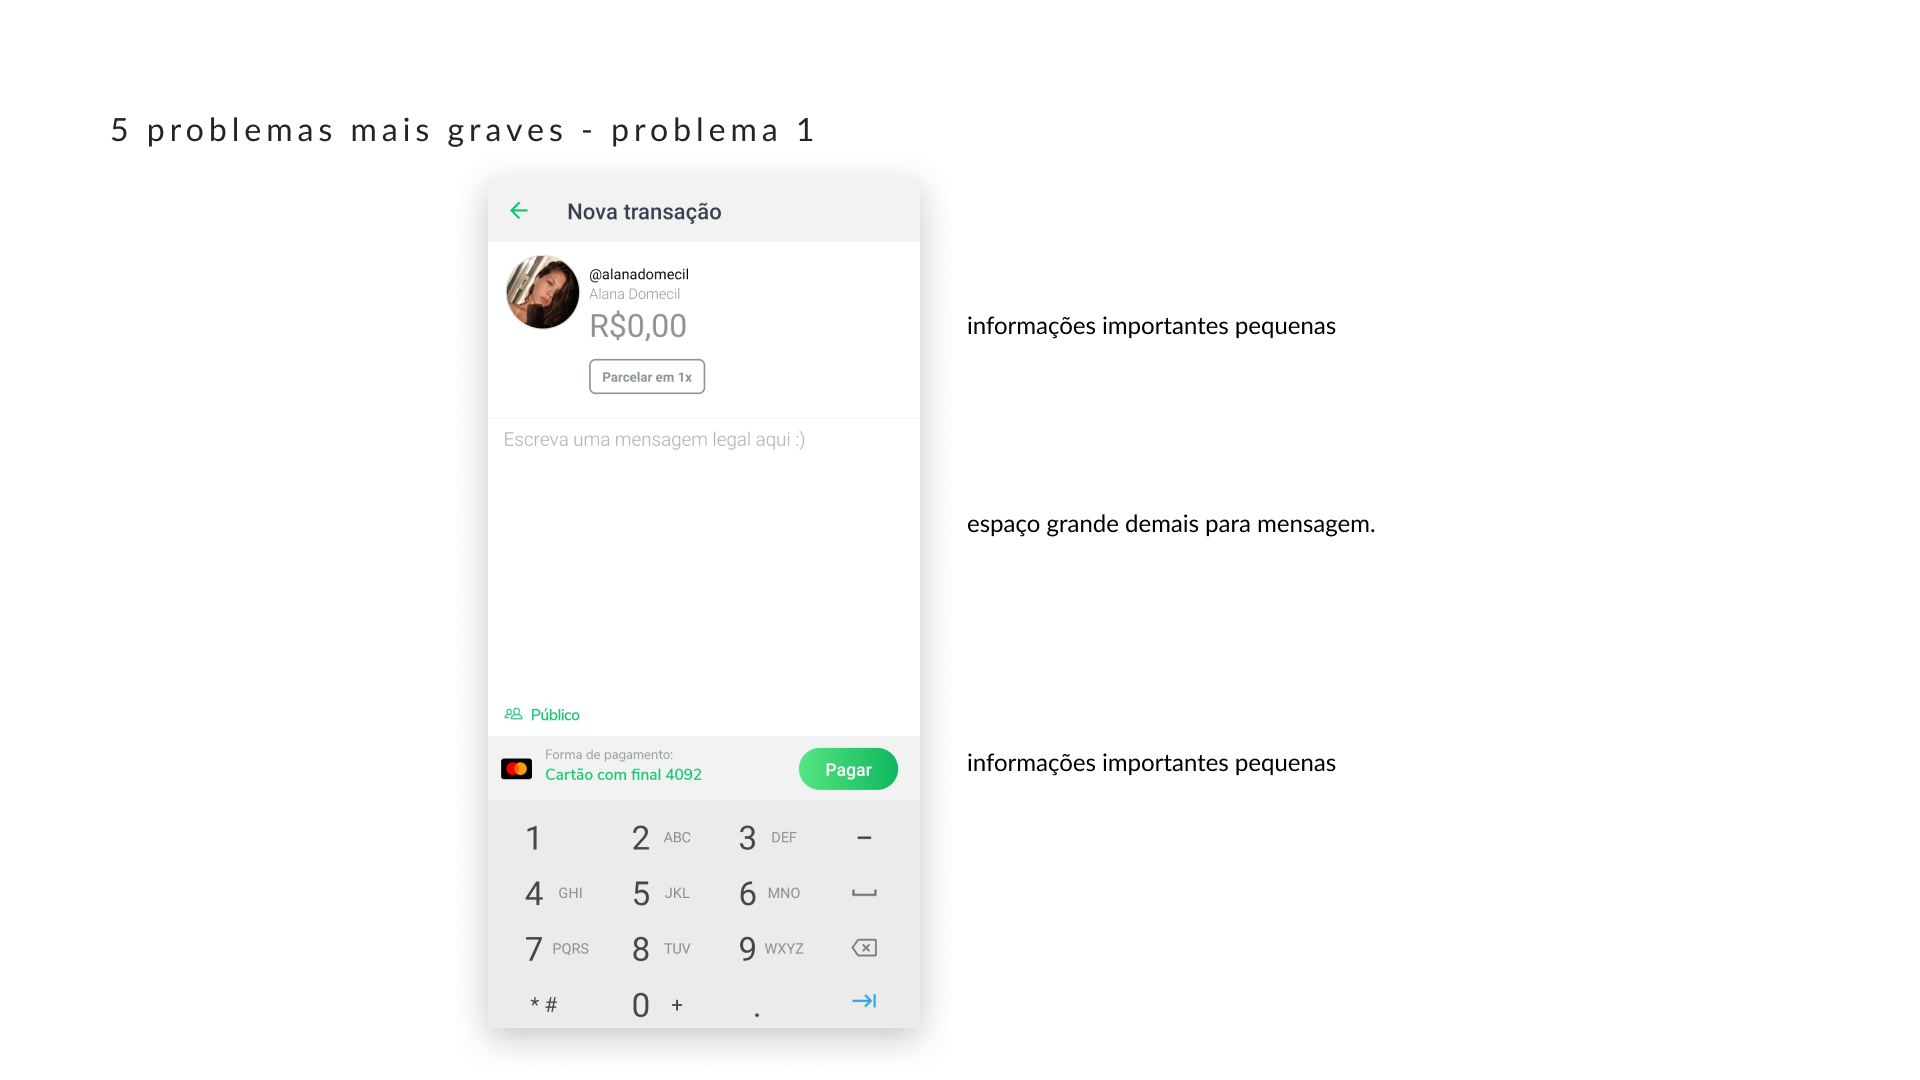 5 problemas mais graves - problema 1
Nova transação
@alanadomecil
Alana Domecil
R$0,00
Parcelar em 1x
informações importantes pequenas
Escreva uma mensagem legal aqui :)
espaço grande demais para mensagem.
Público
Forma de pagamento:
Cartão com final 4092
Pagar
informações importantes pequenas
1 2 ABC 3 DEF -
4 GHI 5 JKL 6 MNO
7 PQRS 8 TUV 9 WXYZ
* # 0 + .